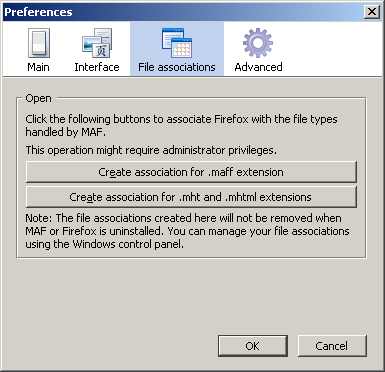 Preferences
Main
Interface
File associations
Advanced
Open
Click the following buttons to associate Firefox with the file types
handled by MAF.
This operation might require administrator privileges.
Create association for .maff extension
Create association for .mht and .mhtml extensions
Note: The file associations created here will not be removed when
MAF or Firefox is uninstalled. You can manage your file associations
using the Windows control panel.
OK
Cancel